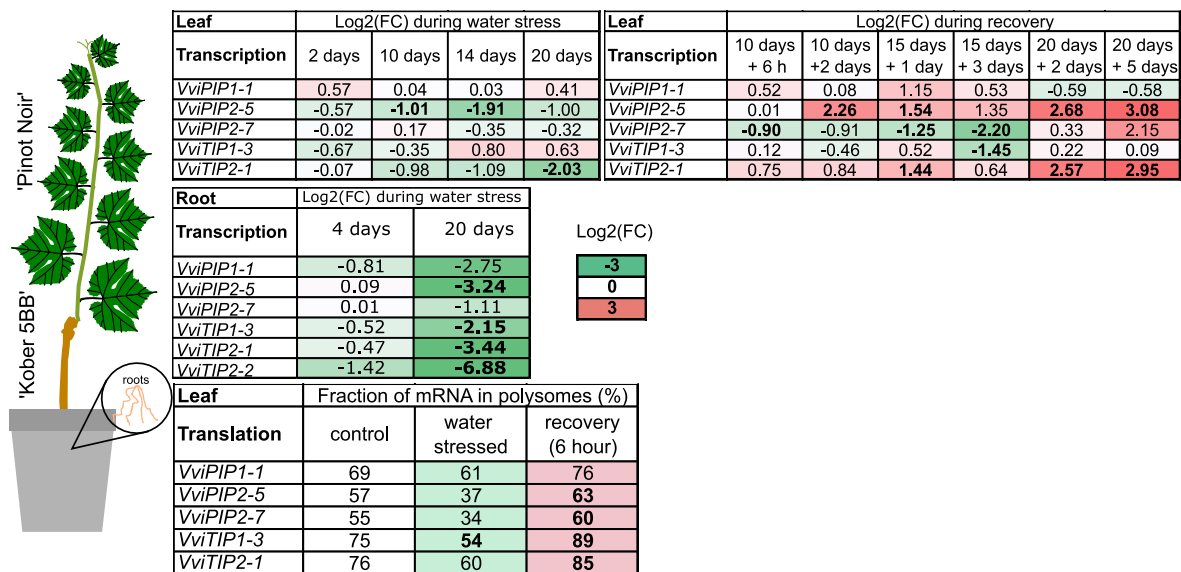 'Pinot Noir'
'Kober 5BB'
roots
Leaf Log2(FC) during water stress
Transcription 2 days 10 days 14 days 20 days
VviPIP1-1 0.57 0.04 0.03 0.41
VviPIP2-5 -0.57 -1.01 -1.91 -1.00
VviPIP2-7 -0.02 0.17 -0.35 -0.32
VviTIP1-3 -0.67 -0.35 0.80 0.63
VviTIP2-1 -0.07 -0.98 -1.09 -2.03
Leaf Log2(FC) during recovery
Transcription 10 days 10 days 15 days 15 days 20 days 20 days
+ 6 h +2 days + 1 day + 3 days + 2 days + 5 days
VviPIP1-1 0.52 0.08 1.15 0.53 -0.59 -0.58
VviPIP2-5 0.01 2.26 1.54 1.35 2.68 3.08
VviPIP2-7 -0.90 -0.91 -1.25 -2.20 0.33 2.15
VviTIP1-3 0.12 -0.46 0.52 -1.45 0.22 0.09
VviTIP2-1 0.75 0.84 1.44 0.64 2.57 2.95
Root Log2(FC) during water stress
Transcription 4 days 20 days
VviPIP1-1 -0.81 -2.75
VviPIP2-5 0.09 -3.24
VviPIP2-7 0.01 -1.11
VviTIP1-3 -0.52 -2.15
VviTIP2-1 -0.47 -3.44
VviTIP2-2 -1.42 -6.88
Log2(FC)
-3
0
3
Leaf Fraction of mRNA in polysomes (%)
Translation control water stressed recovery (6 hour)
VviPIP1-1 69 61 76
VviPIP2-5 57 37 63
VviPIP2-7 55 34 60
VviTIP1-3 75 54 89
VviTIP2-1 76 60 85